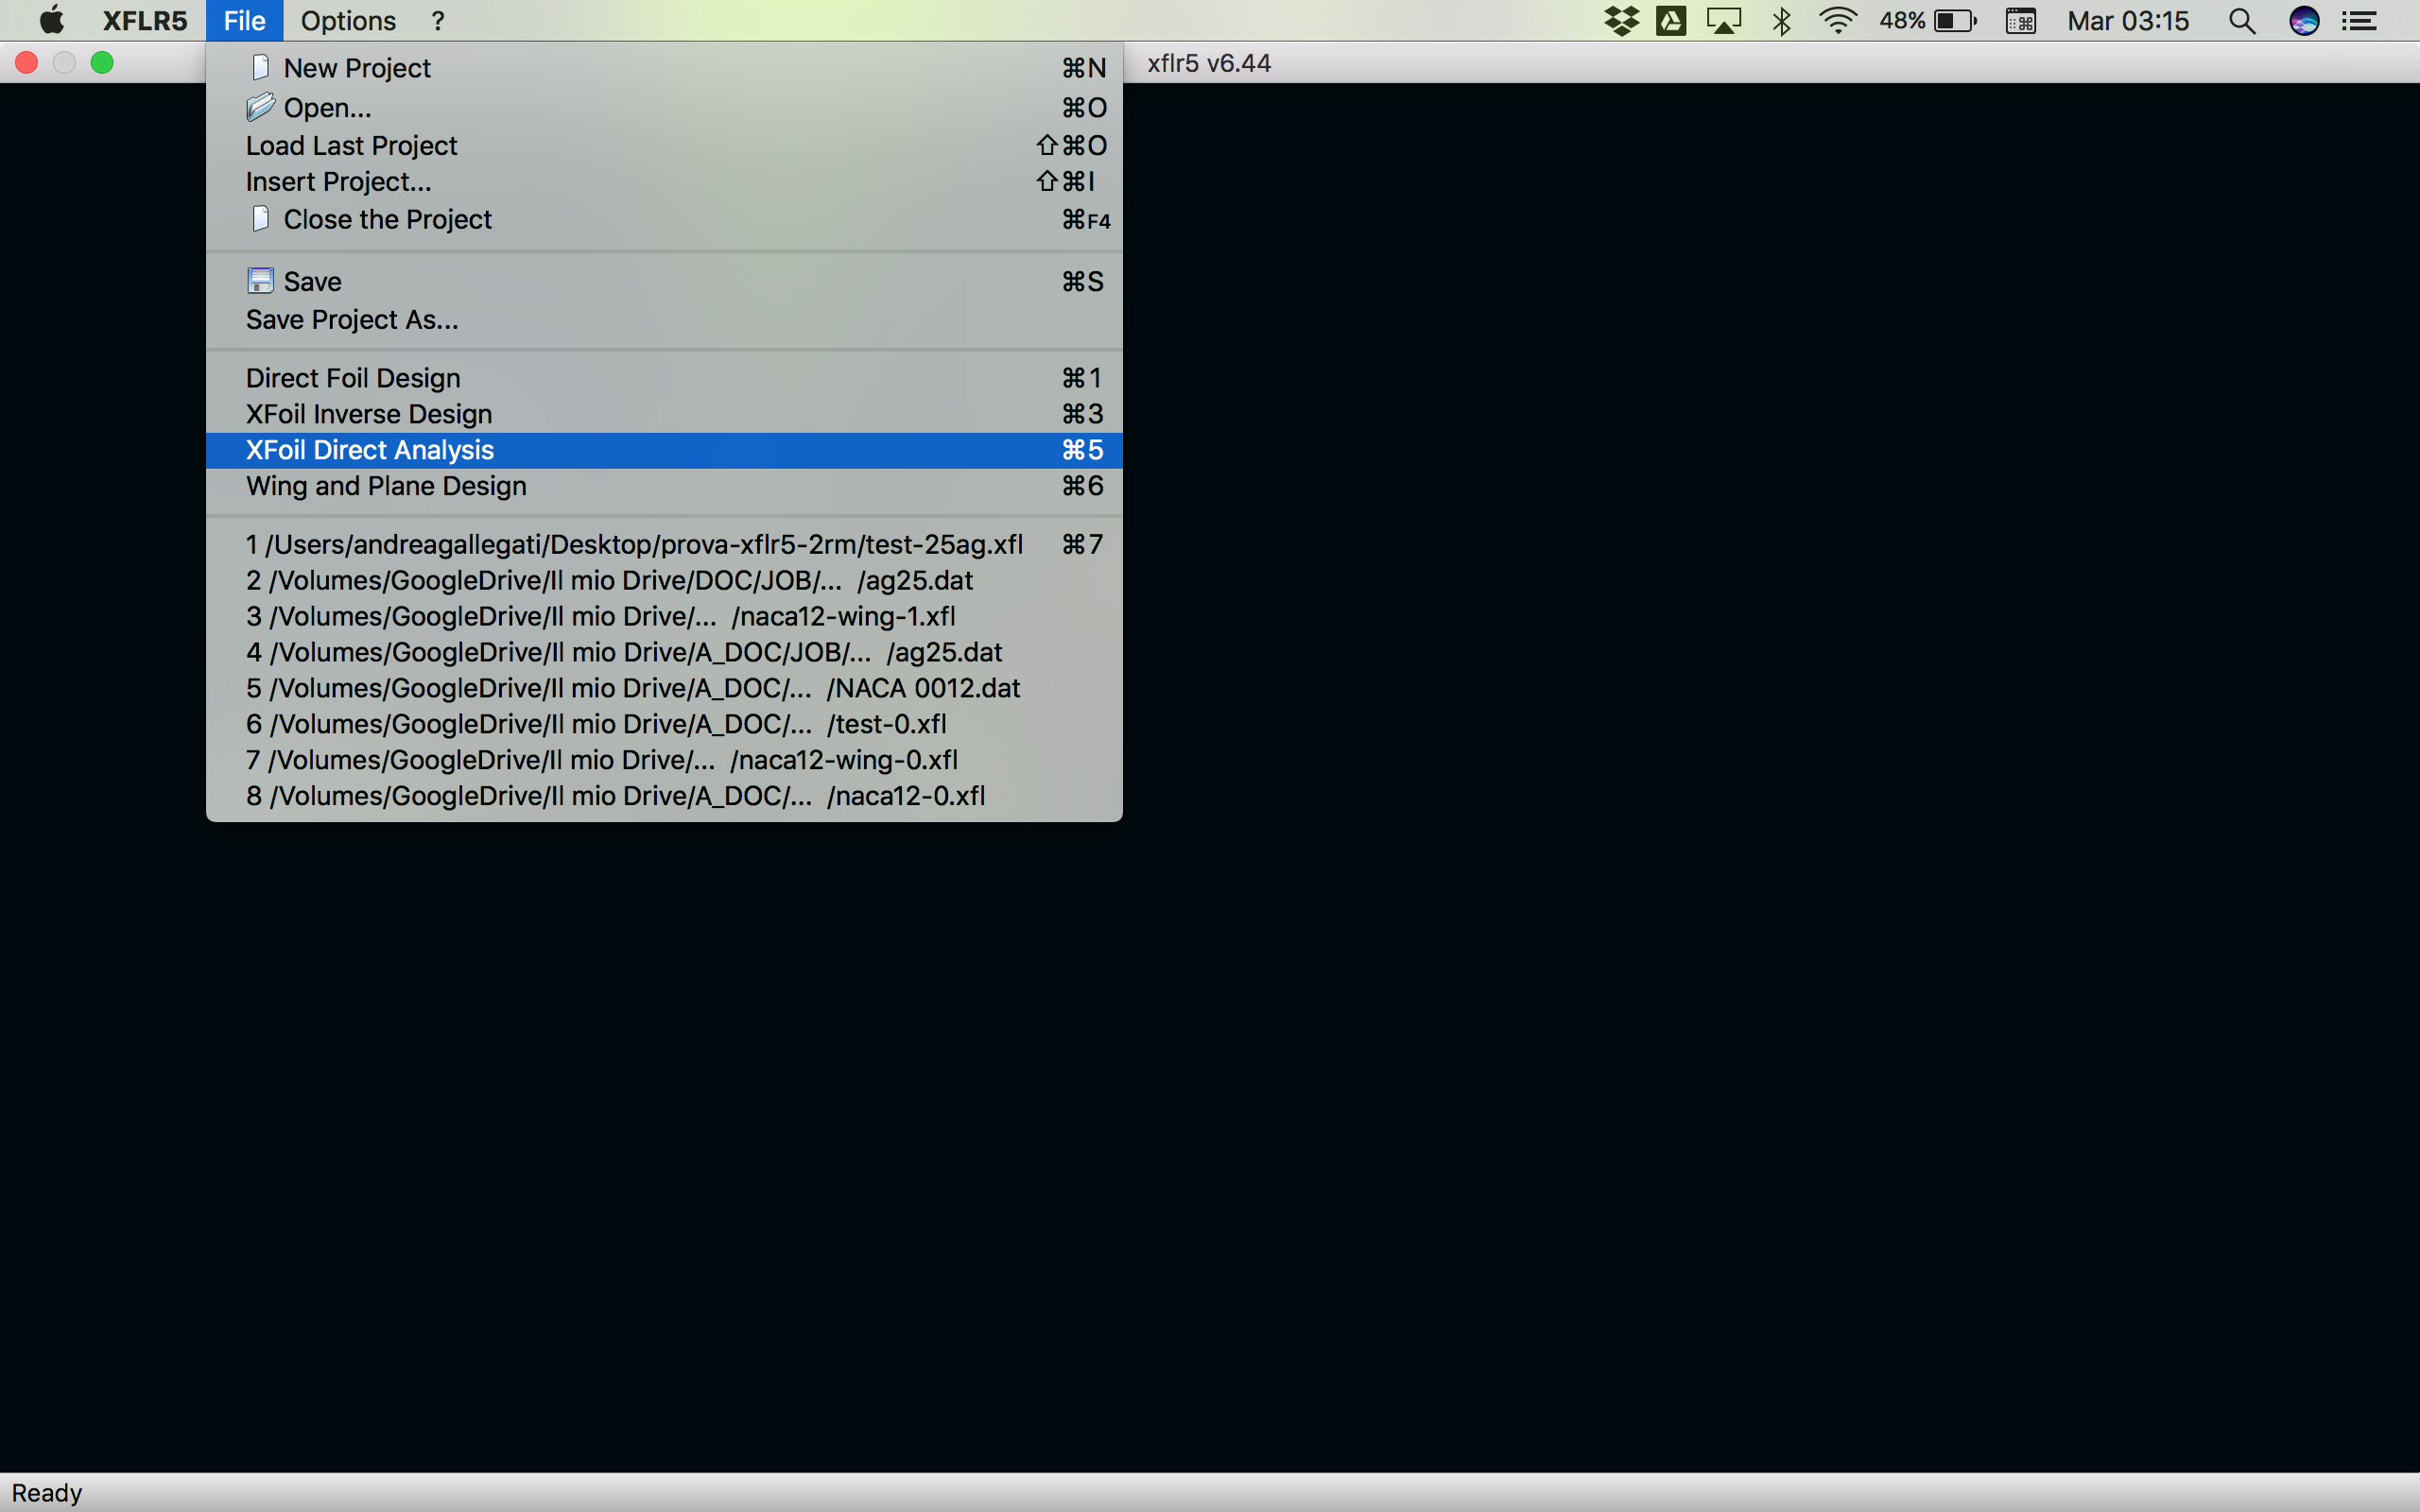 XFLR5 File Options ? 48% Mar 03:15
xflr5 v6.44
New Project ⌘N
Open... ⌘O
Load Last Project ⇧⌘O
Insert Project... ⇧⌘I
Close the Project ⌘F4
Save ⌘S
Save Project As...
Direct Foil Design ⌘1
XFoil Inverse Design ⌘3
XFoil Direct Analysis ⌘5
Wing and Plane Design ⌘6
1 /Users/andreagallegati/Desktop/prova-xflr5-2rm/test-25ag.xfl ⌘7
2 /Volumes/GoogleDrive/Il mio Drive/DOC/JOB/... /ag25.dat
3 /Volumes/GoogleDrive/Il mio Drive/... /naca12-wing-1.xfl
4 /Volumes/GoogleDrive/Il mio Drive/A_DOC/JOB/... /ag25.dat
5 /Volumes/GoogleDrive/Il mio Drive/A_DOC/... /NACA 0012.dat
6 /Volumes/GoogleDrive/Il mio Drive/A_DOC/... /test-0.xfl
7 /Volumes/GoogleDrive/Il mio Drive/... /naca12-wing-0.xfl
8 /Volumes/GoogleDrive/Il mio Drive/A_DOC/... /naca12-0.xfl
Ready